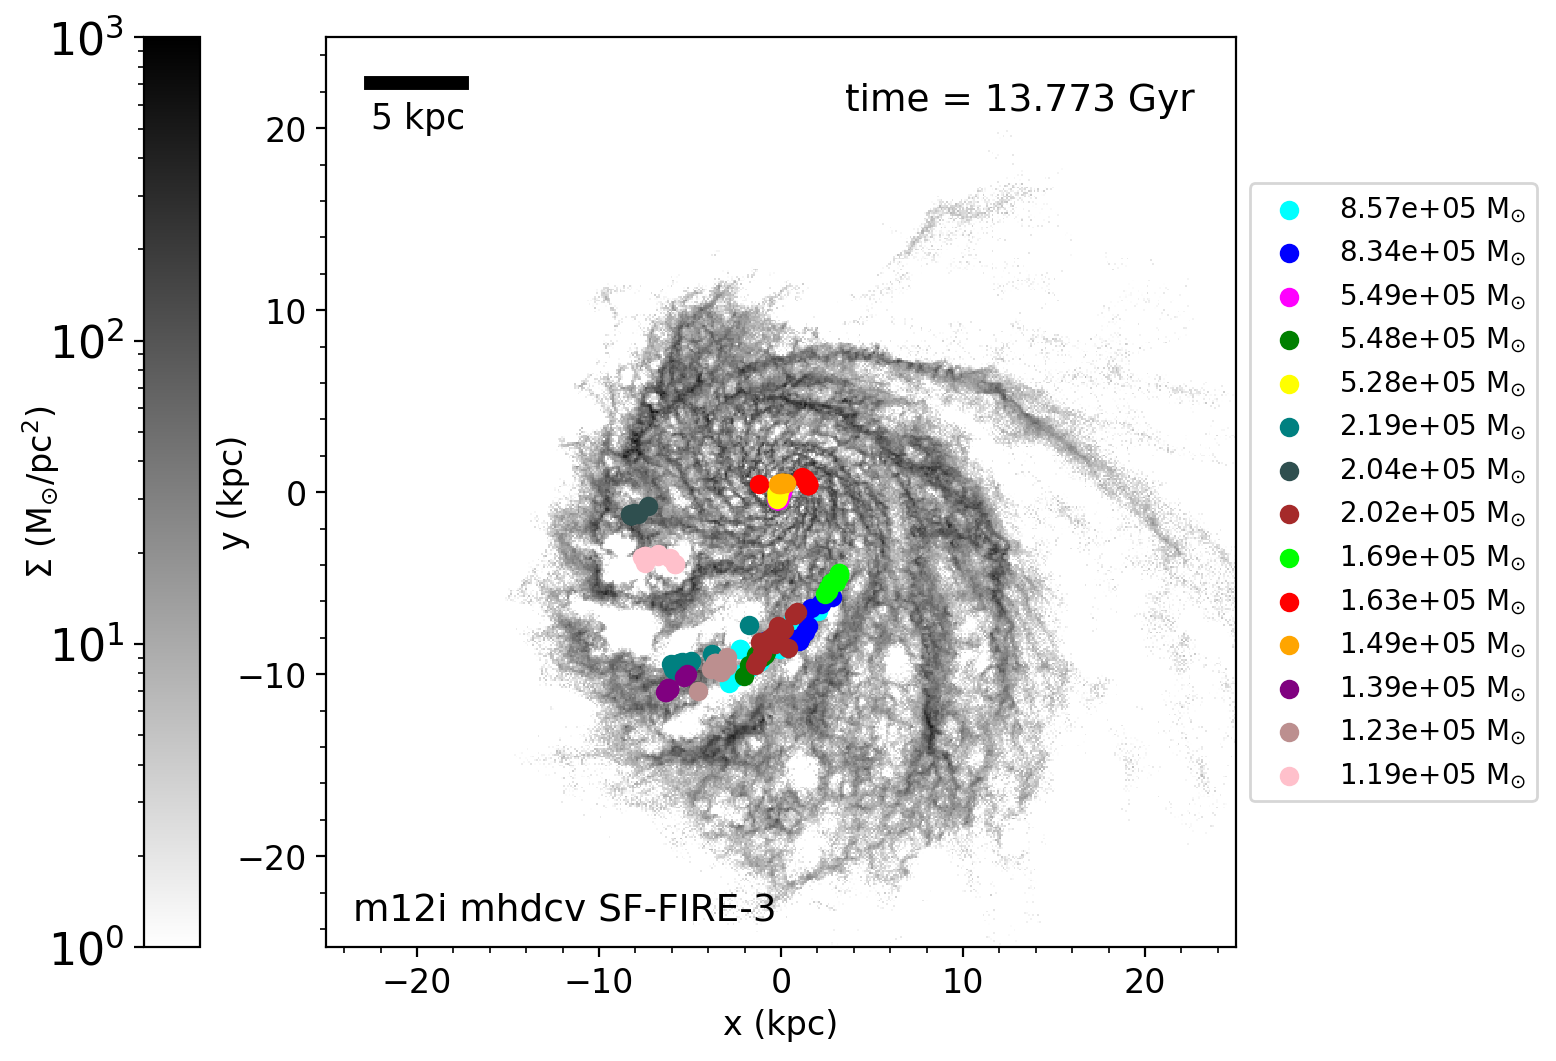 10³
10²
10¹
10⁰
Σ (M⊙/pc²)
y (kpc)
20
10
0
−10
−20
5 kpc
time = 13.773 Gyr
m12i mhdcv SF-FIRE-3
−20 −10 0 10 20
x (kpc)
8.57e+05 M⊙
8.34e+05 M⊙
5.49e+05 M⊙
5.48e+05 M⊙
5.28e+05 M⊙
2.19e+05 M⊙
2.04e+05 M⊙
2.02e+05 M⊙
1.69e+05 M⊙
1.63e+05 M⊙
1.49e+05 M⊙
1.39e+05 M⊙
1.23e+05 M⊙
1.19e+05 M⊙